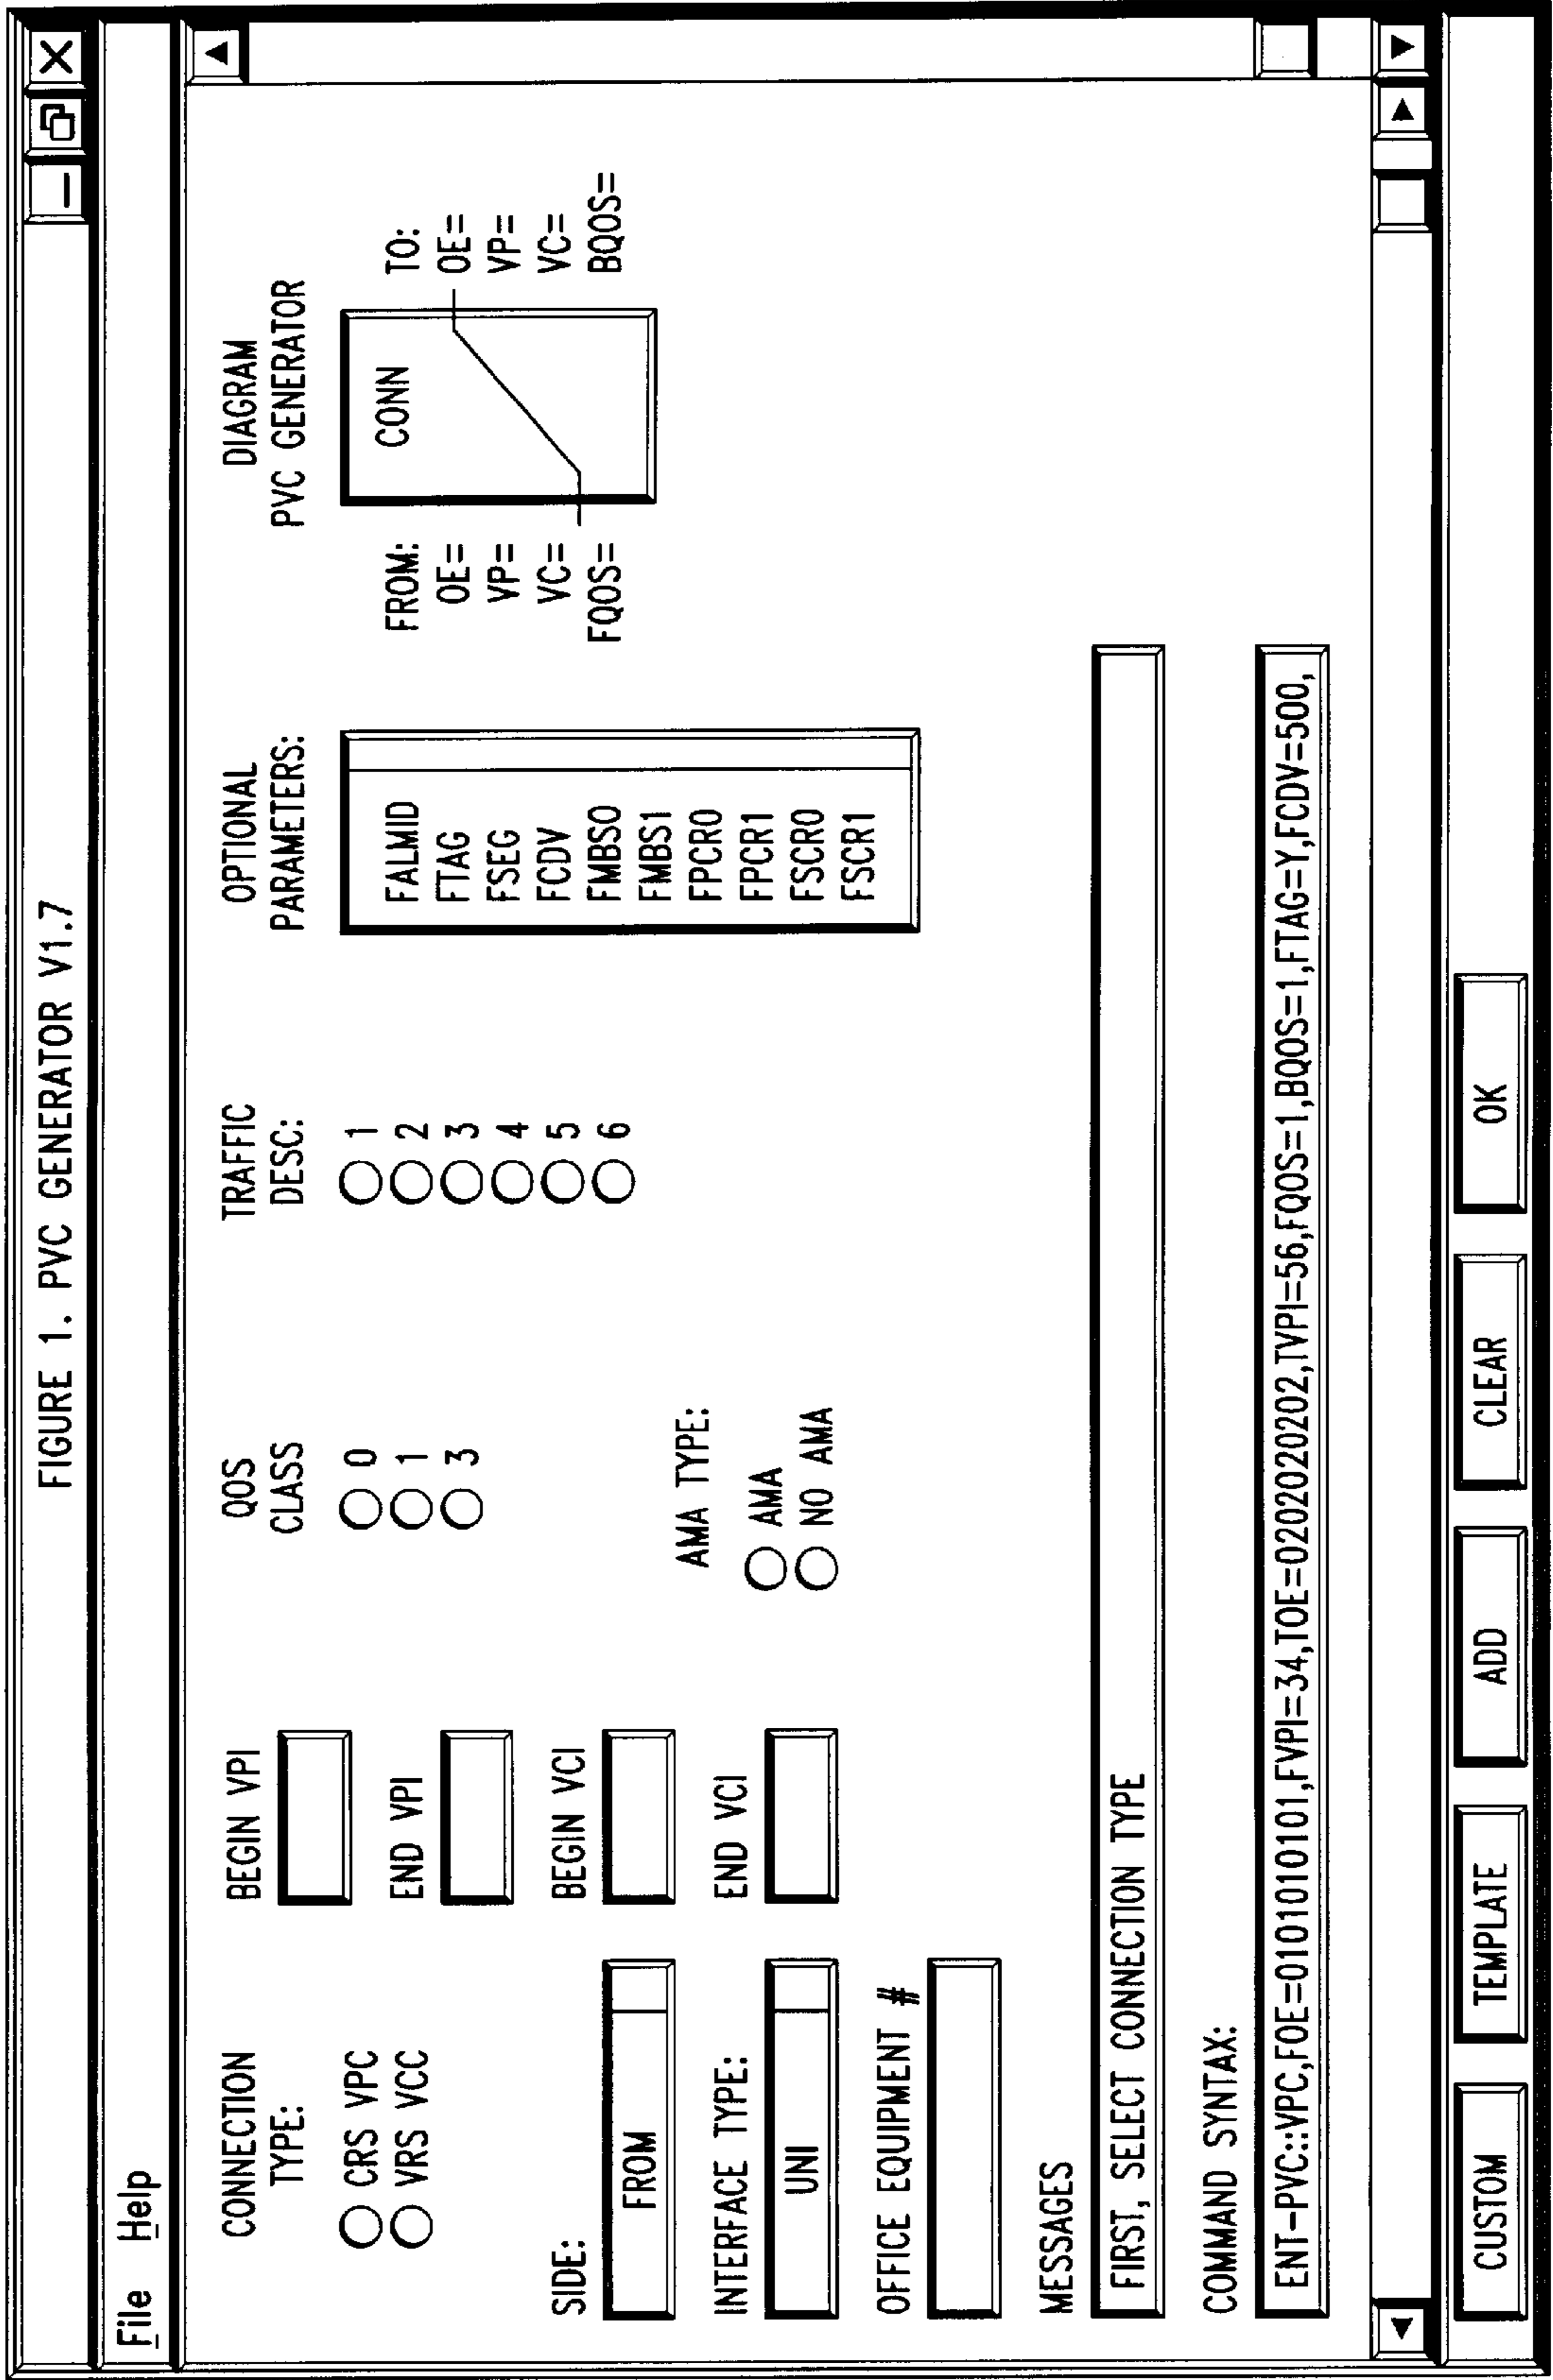 FIGURE 1. PVC GENERATOR V1.7
File Help
CONNECTION
TYPE:
CRS VPC
VRS VCC
SIDE:
FROM
INTERFACE TYPE:
UNI
OFFICE EQUIPMENT #
BEGIN VPI
END VPI
BEGIN VCI
END VCI
QOS
CLASS
0
1
3
AMA TYPE:
AMA
NO AMA
TRAFFIC
DESC:
1
2
3
4
5
6
OPTIONAL
PARAMETERS:
FALMID
FTAG
FSEG
FCDV
FMBS0
FMBS1
FPCR0
FPCR1
FSCR0
FSCR1
DIAGRAM
PVC GENERATOR
FROM:
OE=
VP=
VC=
FQOS=
CONN
TO:
OE=
VP=
VC=
BQOS=
MESSAGES
FIRST, SELECT CONNECTION TYPE
COMMAND SYNTAX:
ENT-PVC::VPC,FOE=0101010101,FVPI=34,TOE=0202020202,TVPI=56,FQOS=1,BQOS=1,FTAG=Y,FCDV=500,
CUSTOM
TEMPLATE
ADD
CLEAR
OK